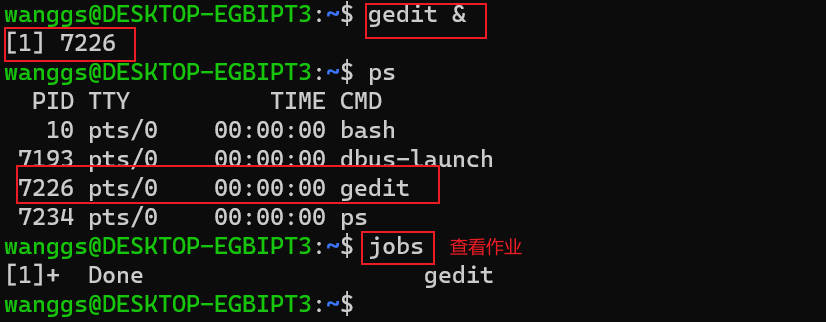 wanggs@DESKTOP-EGBIPT3:~$ gedit &
[1] 7226
wanggs@DESKTOP-EGBIPT3:~$ ps
PID TTY TIME CMD
10 pts/0 00:00:00 bash
7193 pts/0 00:00:00 dbus-launch
7226 pts/0 00:00:00 gedit
7234 pts/0 00:00:00 ps
wanggs@DESKTOP-EGBIPT3:~$ jobs 查看作业
[1]+ Done gedit
wanggs@DESKTOP-EGBIPT3:~$